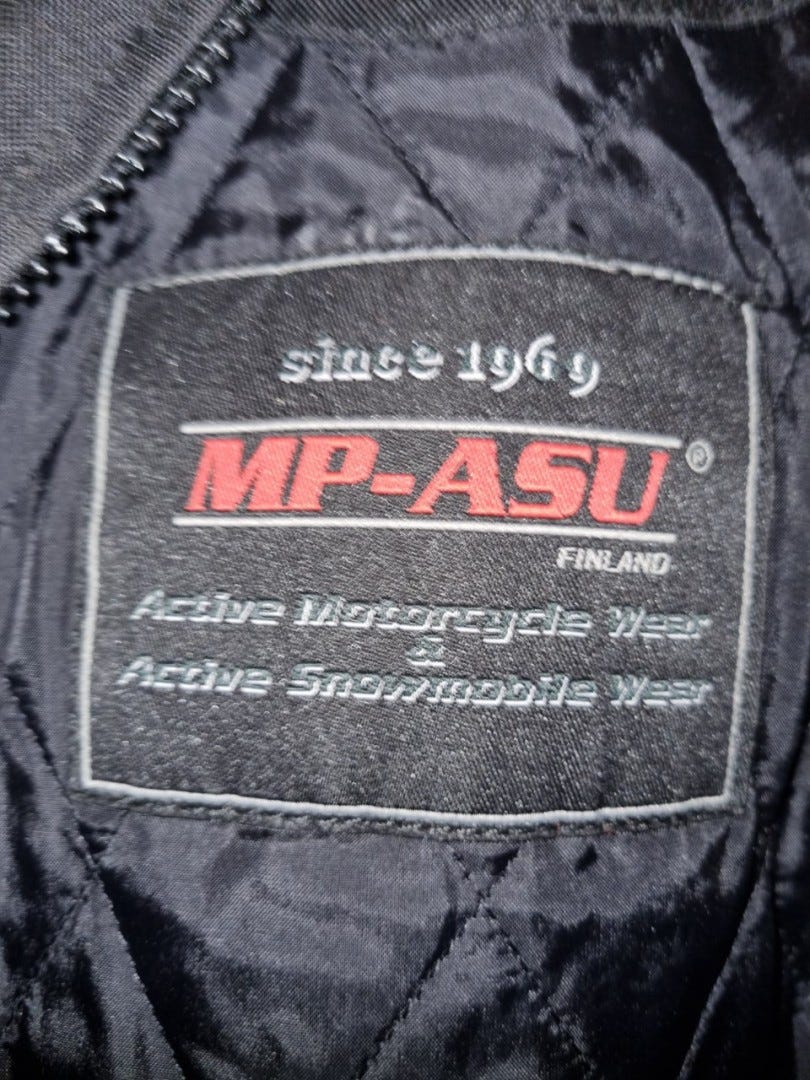 since 1969
MP-ASU®
FINLAND
Active Motorcycle Wear
&
Active Snowmobile Wear